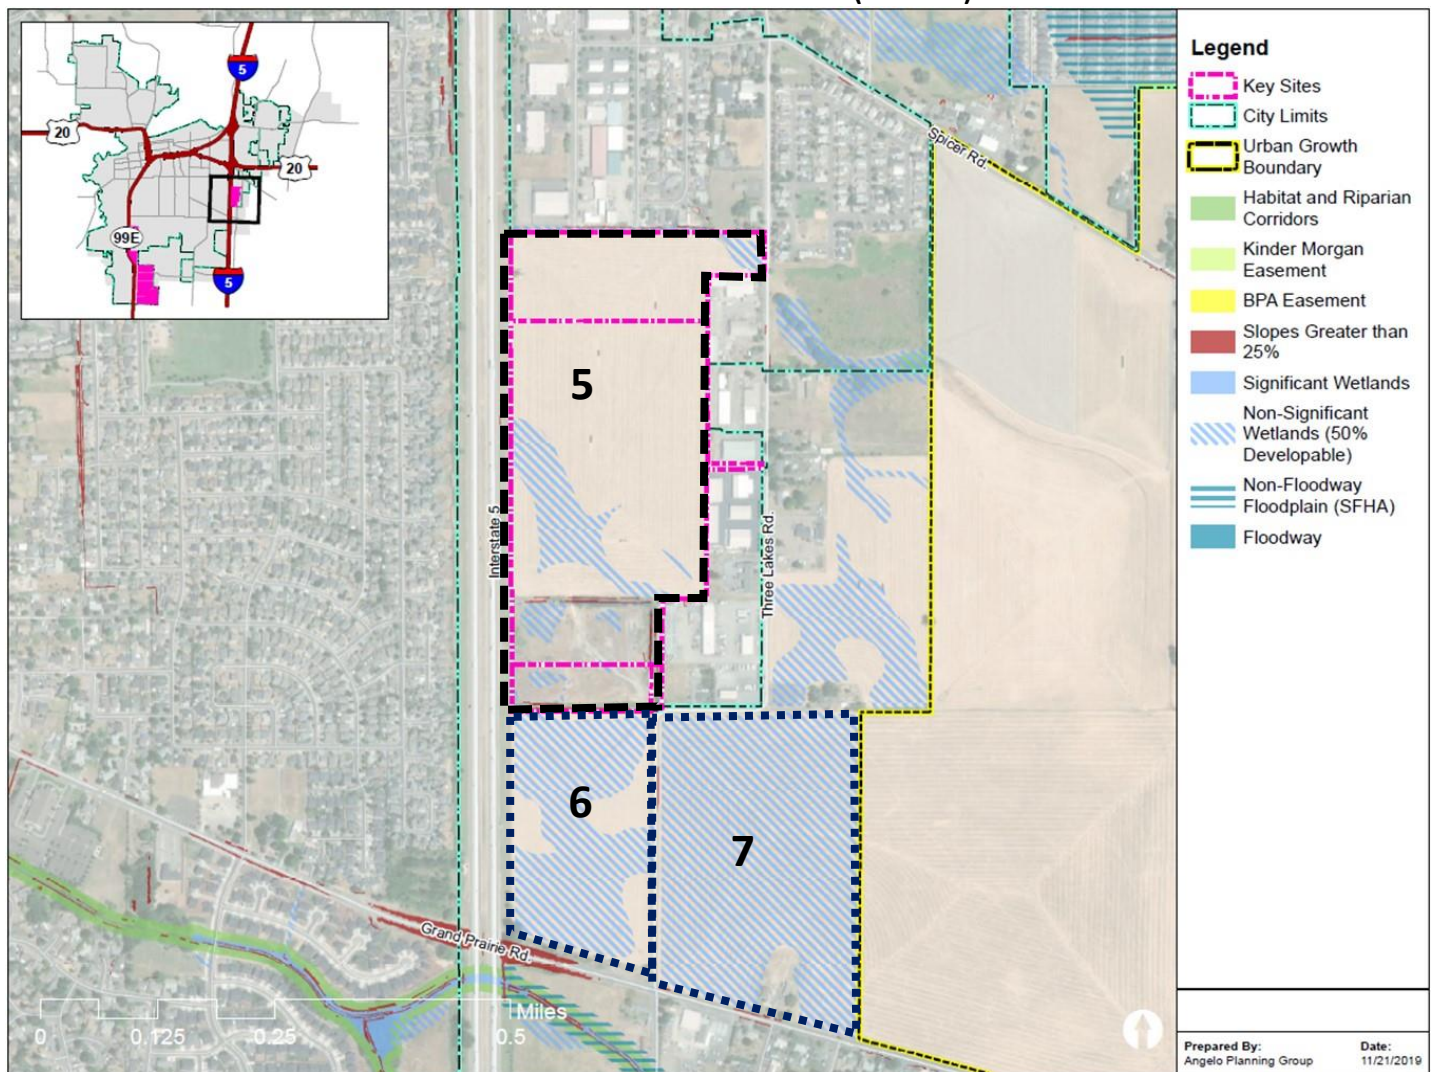 5
20
20
99E
5
Spicer Rd.
5
Interstate 5
Three Lakes Rd.
6
7
Grand Prairie Rd.
Miles
0 0.125 0.25 0.5
Legend
Key Sites
City Limits
Urban Growth
Boundary
Habitat and Riparian
Corridors
Kinder Morgan
Easement
BPA Easement
Slopes Greater than
25%
Significant Wetlands
Non-Significant
Wetlands (50%
Developable)
Non-Floodway
Floodplain (SFHA)
Floodway
Prepared By: Date:
Angelo Planning Group 11/21/2019